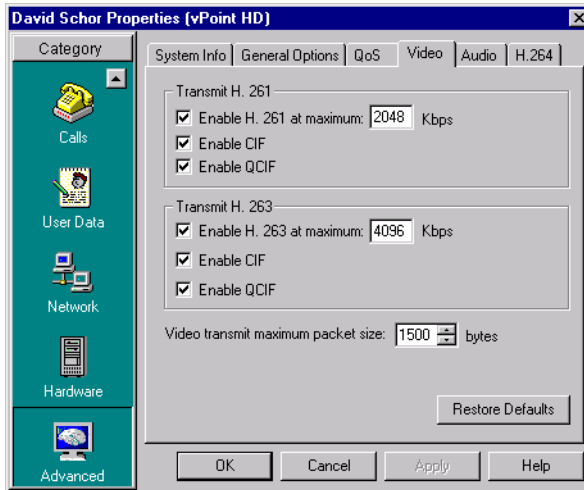 David Schor Properties (vPoint HD)
Category
System Info General Options QoS Video Audio H.264
Calls
User Data
Network
Hardware
Advanced
Transmit H. 261
Enable H. 261 at maximum: 2048 Kbps
Enable CIF
Enable QCIF
Transmit H. 263
Enable H. 263 at maximum: 4096 Kbps
Enable CIF
Enable QCIF
Video transmit maximum packet size: 1500 bytes
Restore Defaults
OK Cancel Apply Help